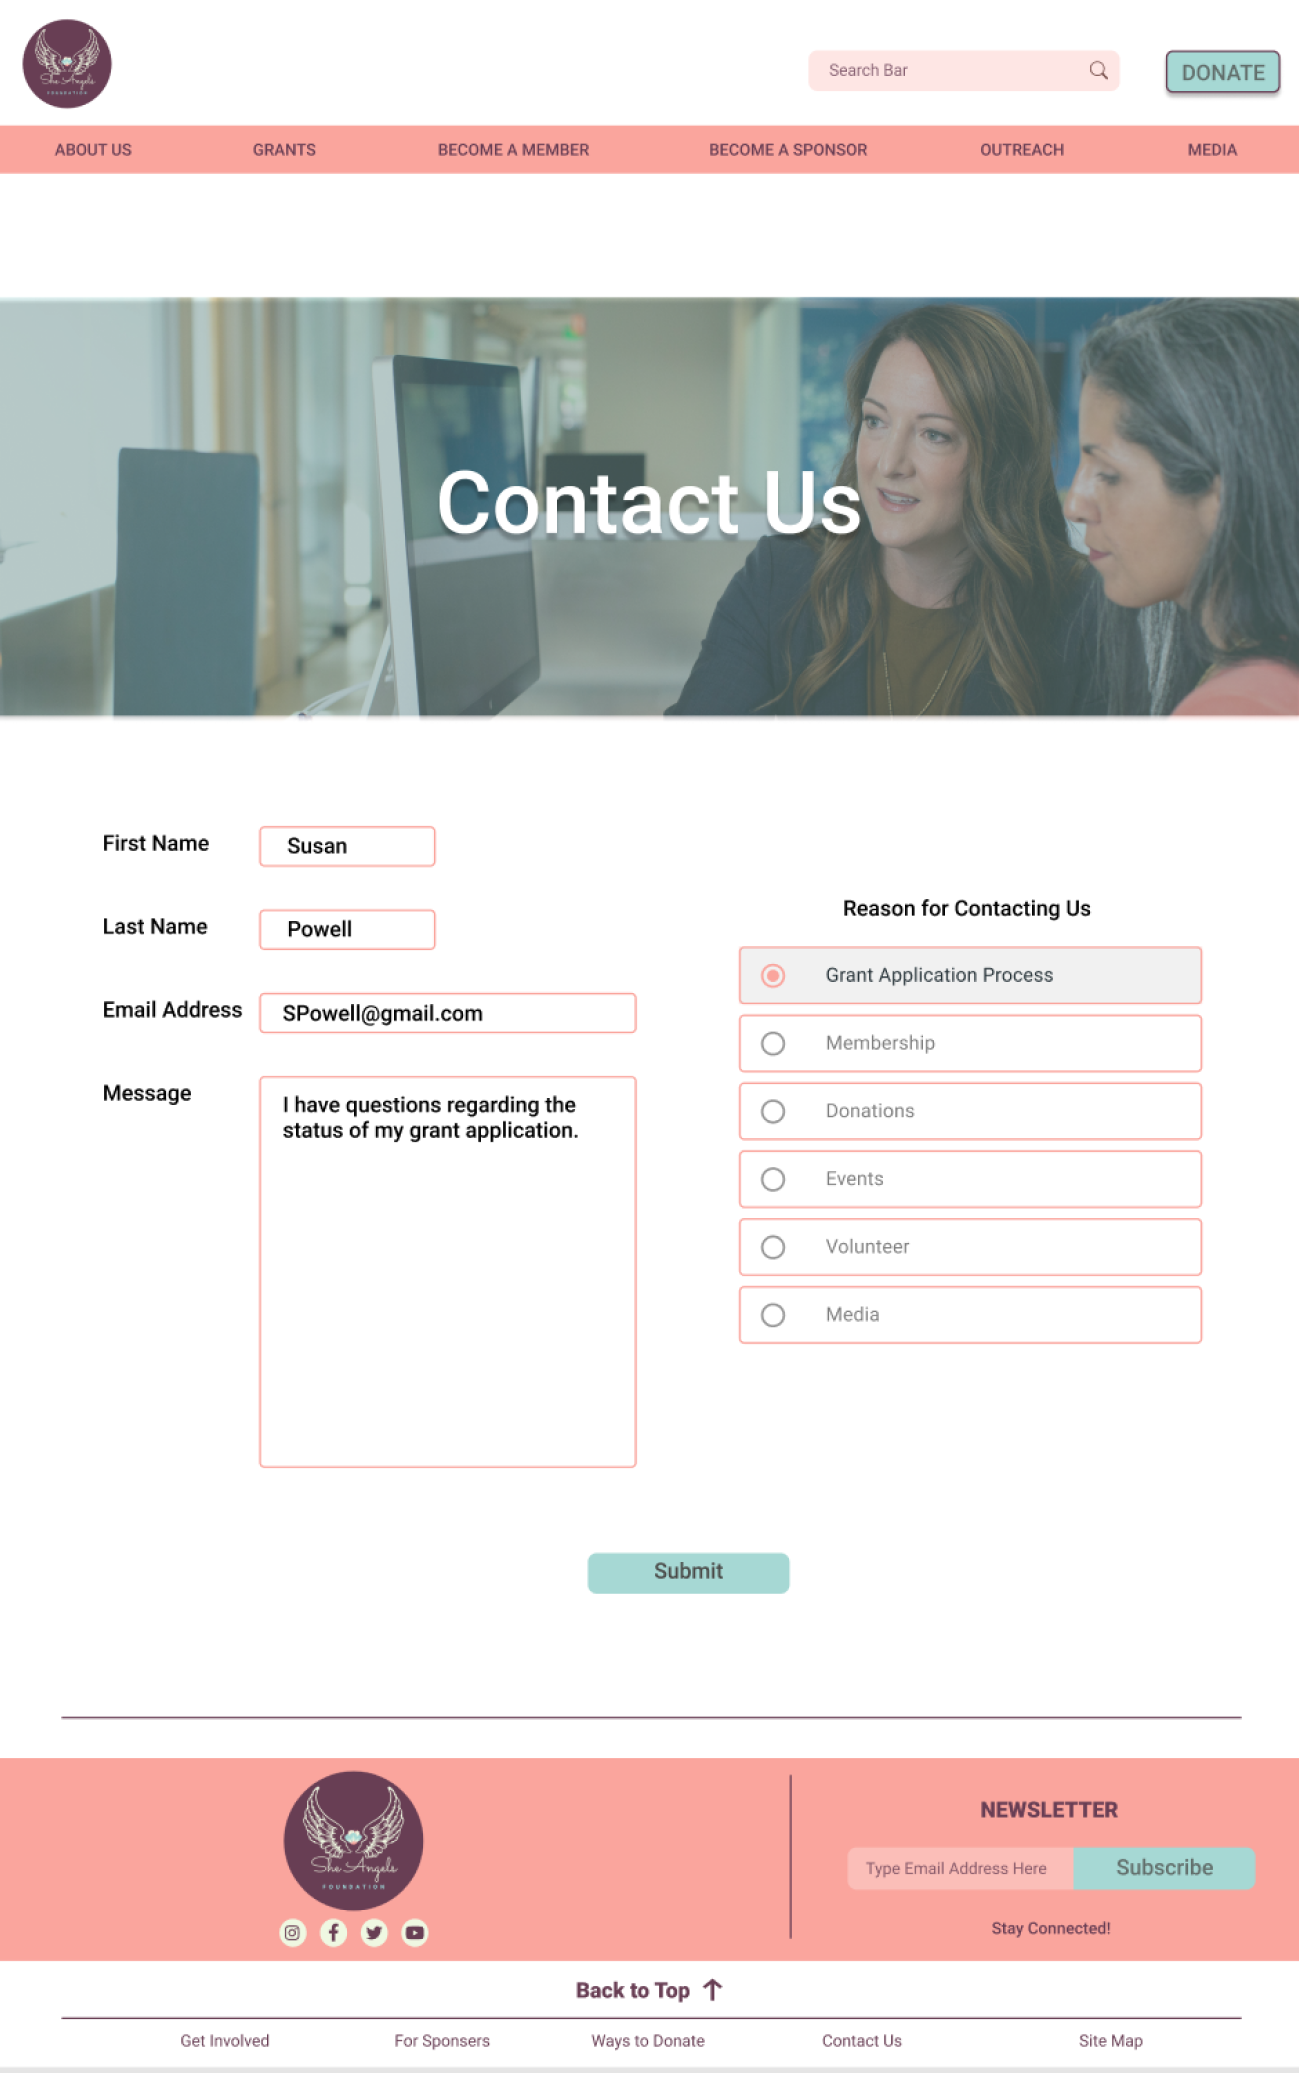 She Angels
FOUNDATION
Search Bar
DONATE
ABOUT US
GRANTS
BECOME A MEMBER
BECOME A SPONSOR
OUTREACH
MEDIA
Contact Us
First Name
Susan
Last Name
Powell
Email Address
SPowell@gmail.com
Message
I have questions regarding the
status of my grant application.
Reason for Contacting Us
Grant Application Process
Membership
Donations
Events
Volunteer
Media
Submit
She Angels
FOUNDATION
NEWSLETTER
Type Email Address Here
Subscribe
Stay Connected!
Back to Top
Get Involved
For Sponsers
Ways to Donate
Contact Us
Site Map